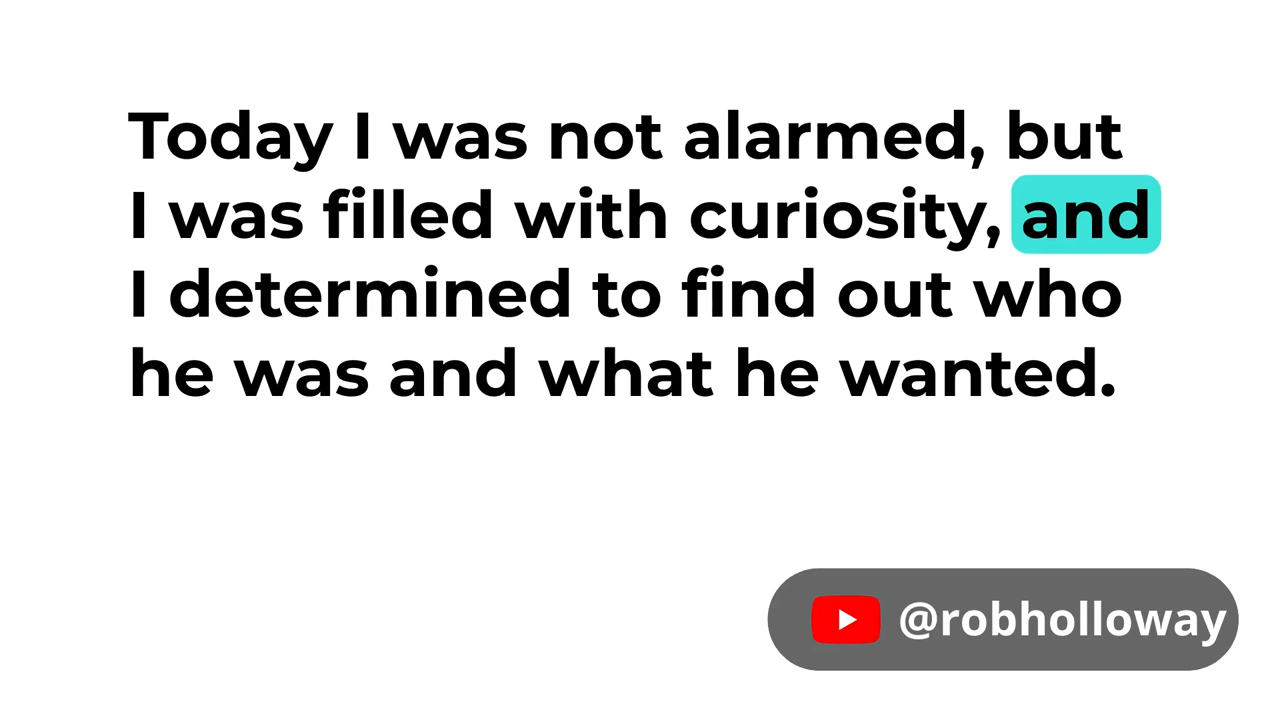 Today I was not alarmed, but
I was filled with curiosity, and
I determined to find out who
he was and what he wanted.
@robholloway